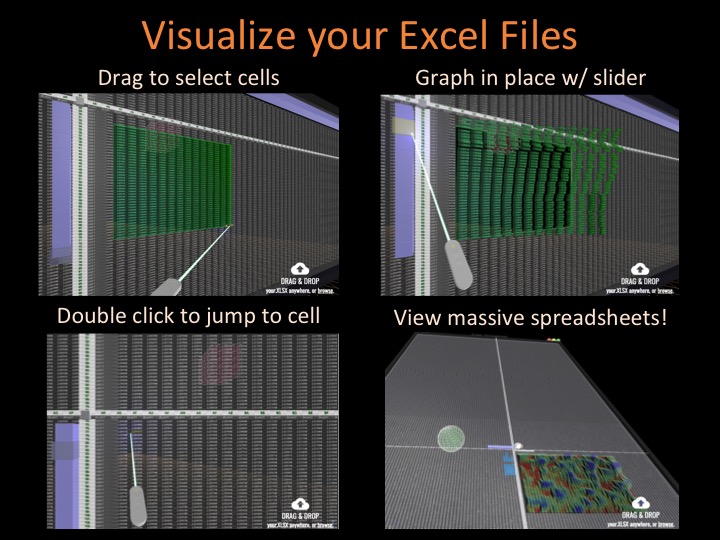 Visualize your Excel Files
Drag to select cells
Graph in place w/ slider
DRAG & DROP
your.XLSX anywhere, or browse.
DRAG & DROP
your.XLSX anywhere, or browse.
Double click to jump to cell
View massive spreadsheets!
DRAG & DROP
your.XLSX anywhere, or browse.
DRAG & DROP
your.XLSX anywhere, or browse.